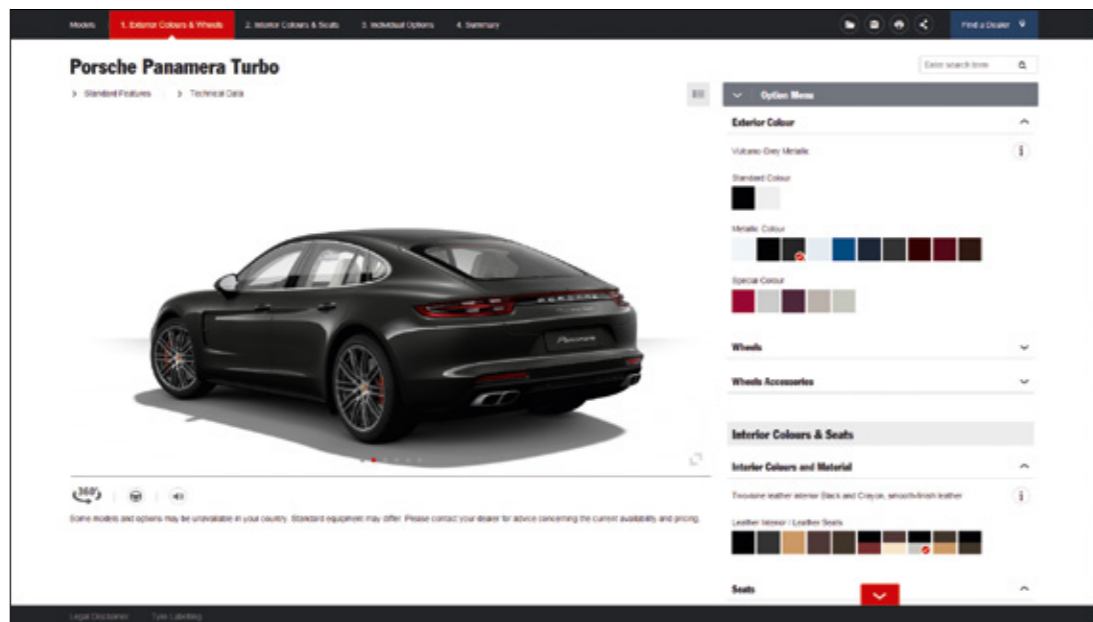 Models 1. Exterior Colours & Wheels 2. Interior Colours & Seats 3. Individual Options 4. Summary Find a Dealer
Porsche Panamera Turbo
Enter search term
Standard Features Technical Data
Option Menu
Exterior Colour
Vulcano Grey Metallic
i
Standard Colour
Metallic Colour
Special Colour
PORSCHE
Panamera
Wheels
Wheels Accessories
Interior Colours & Seats
Interior Colours and Material
360°
Two-tone leather interior Black and Crayon, smooth-finish leather
i
Some models and options may be unavailable in your country. Standard equipment may differ. Please contact your dealer for advice concerning the current availability and pricing.
Leather Interior / Leather Seats
Seats
Legal Disclaimer Tyre Labelling